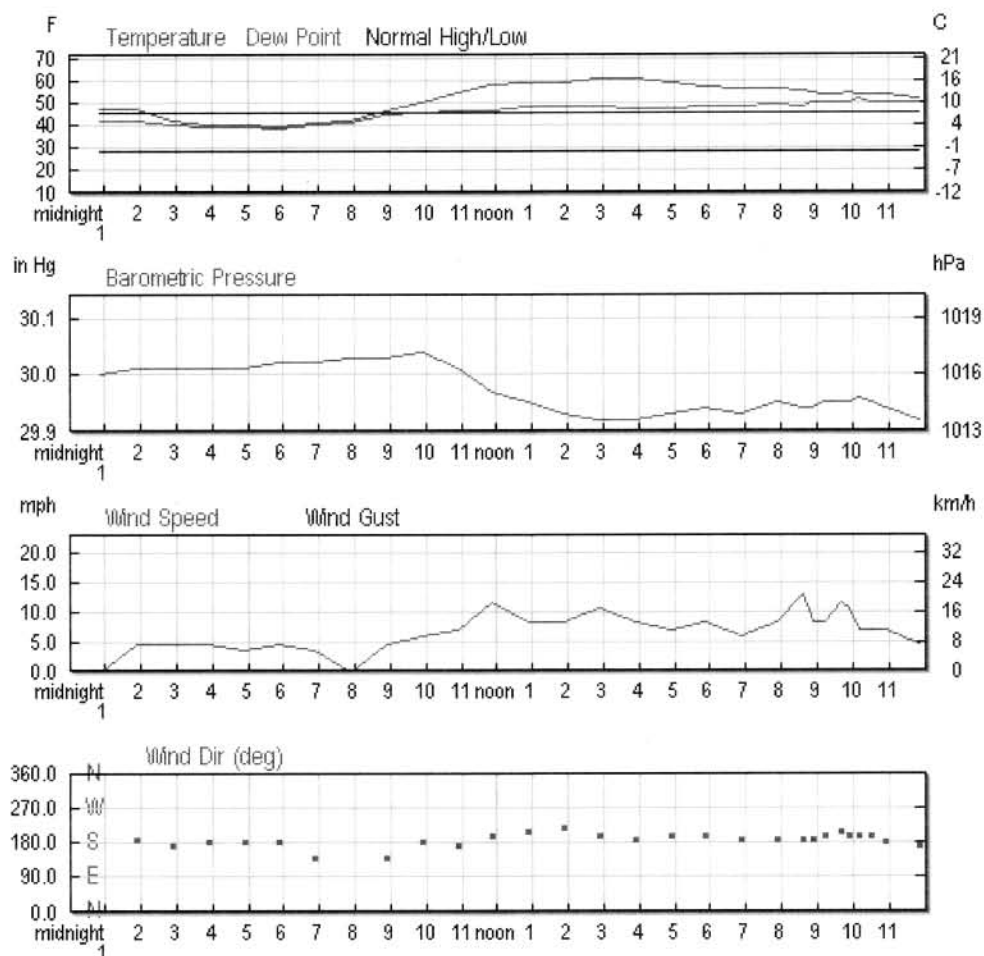 F Temperature Dew Point Normal High/Low C
70 21
60 16
50 10
40 4
30 -1
20 -7
10 -12
midnight 2 3 4 5 6 7 8 9 10 11 noon 1 2 3 4 5 6 7 8 9 10 11
1
in Hg Barometric Pressure hPa
30.1 1019
30.0 1016
29.9 1013
midnight 2 3 4 5 6 7 8 9 10 11 noon 1 2 3 4 5 6 7 8 9 10 11
1
mph Wind Speed Wind Gust km/h
20.0 32
15.0 24
10.0 16
5.0 8
0.0 0
midnight 2 3 4 5 6 7 8 9 10 11 noon 1 2 3 4 5 6 7 8 9 10 11
1
Wind Dir (deg)
360.0 N
270.0 W
180.0 S
90.0 E
0.0 N
midnight 2 3 4 5 6 7 8 9 10 11 noon 1 2 3 4 5 6 7 8 9 10 11
1